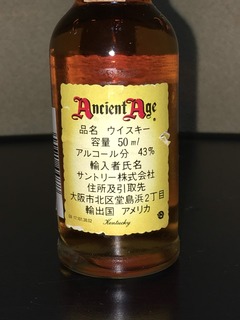 Ancient Age
品名 ウイスキー
容量 50ml
アルコール分 43%
輸入者氏名
サントリー株式会社
住所及引取先
大阪市北区堂島浜2丁目
輸出国 アメリカ
Kentucky